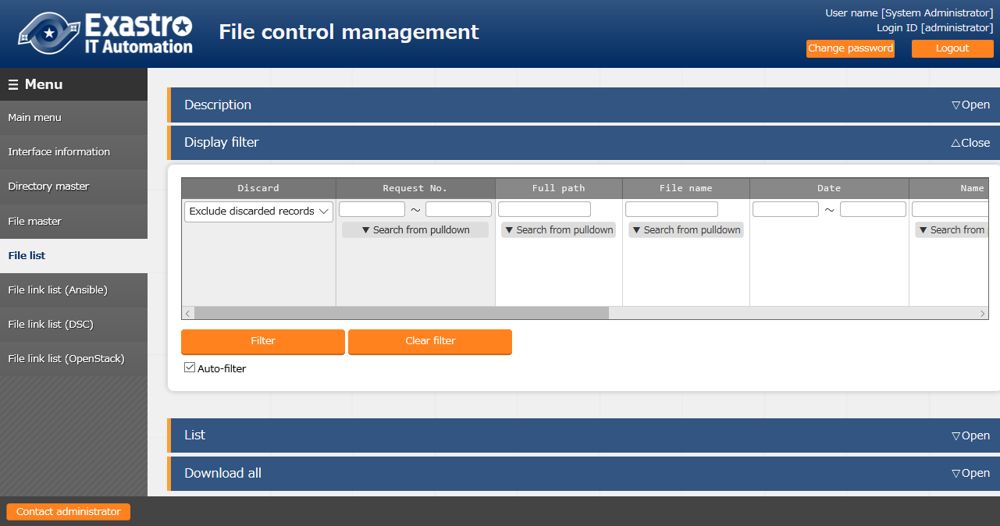 Exastro
IT Automation
File control management
User name [System Administrator]
Login ID [administrator]
Change password
Logout
☰ Menu
Main menu
Interface information
Directory master
File master
File list
File link list (Ansible)
File link list (DSC)
File link list (OpenStack)
Description ▽Open
Display filter △Close
Discard Request No. Full path File name Date Name
Exclude discarded records ～ ～
▼ Search from pulldown ▼ Search from pulldown ▼ Search from pulldown ▼ Search from
Filter Clear filter
Auto-filter
List ▽Open
Download all ▽Open
Contact administrator